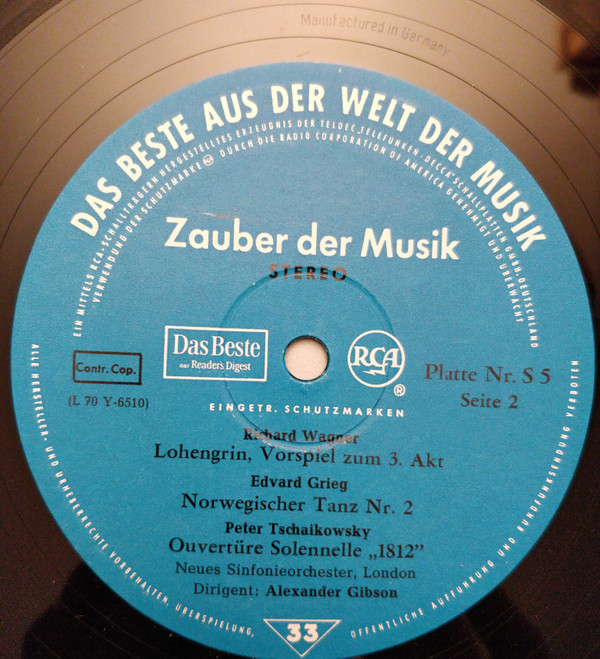 Manufactured in Germany
DAS BESTE AUS DER WELT DER MUSIK
EIN MITTELS RCA-SCHALLTRÄGERN HERGESTELLTES ERZEUGNIS DER TELDEC „TELEFUNKEN-DECCA“ SCHALLPLATTEN GMBH, DEUTSCHLAND
VERWENDUNG DER SCHUTZMARKE RCA DURCH DIE RADIO CORPORATION OF AMERICA GENEHMIGT UND ÜBERWACHT
Zauber der Musik
STEREO
Contr. Cop.
(L 70 Y-6510)
Das Beste
aus Reader's Digest
RCA
®
Platte Nr. S 5
Seite 2
EINGETR. SCHUTZMARKEN
Richard Wagner
Lohengrin, Vorspiel zum 3. Akt
Edvard Grieg
Norwegischer Tanz Nr. 2
Peter Tschaikowsky
Ouvertüre Solennelle „1812”
Neues Sinfonieorchester, London
Dirigent: Alexander Gibson
ALLE HERSTELLER- UND URHEBERRECHTE VORBEHALTEN, ÜBERSPIELUNG, ÖFFENTLICHE AUFFÜHRUNG UND RUNDFUNKSENDUNG VERBOTEN
33